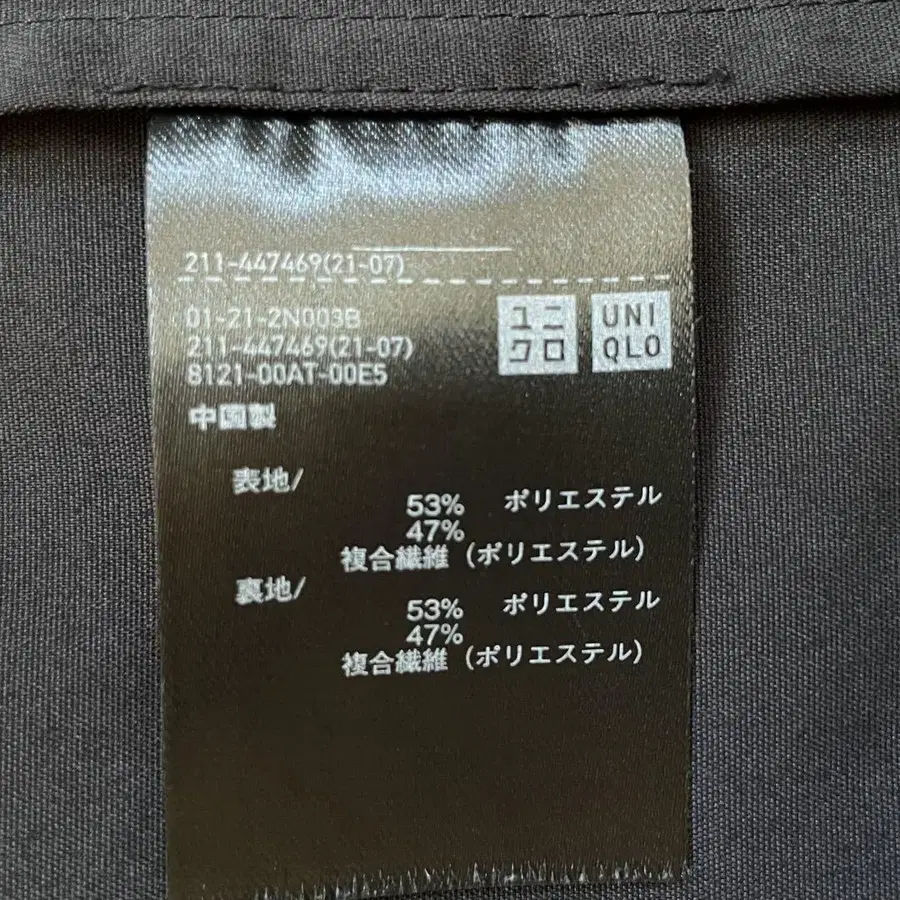 211-447469(21-07)
01-21-2N003B
211-447469(21-07)
8121-00AT-00E5
中国製
ユニ
クロ
UNI
QLO
表地/
53% ポリエステル
47%
複合繊維 (ポリエステル)
裏地/
53% ポリエステル
47%
複合繊維 (ポリエステル)